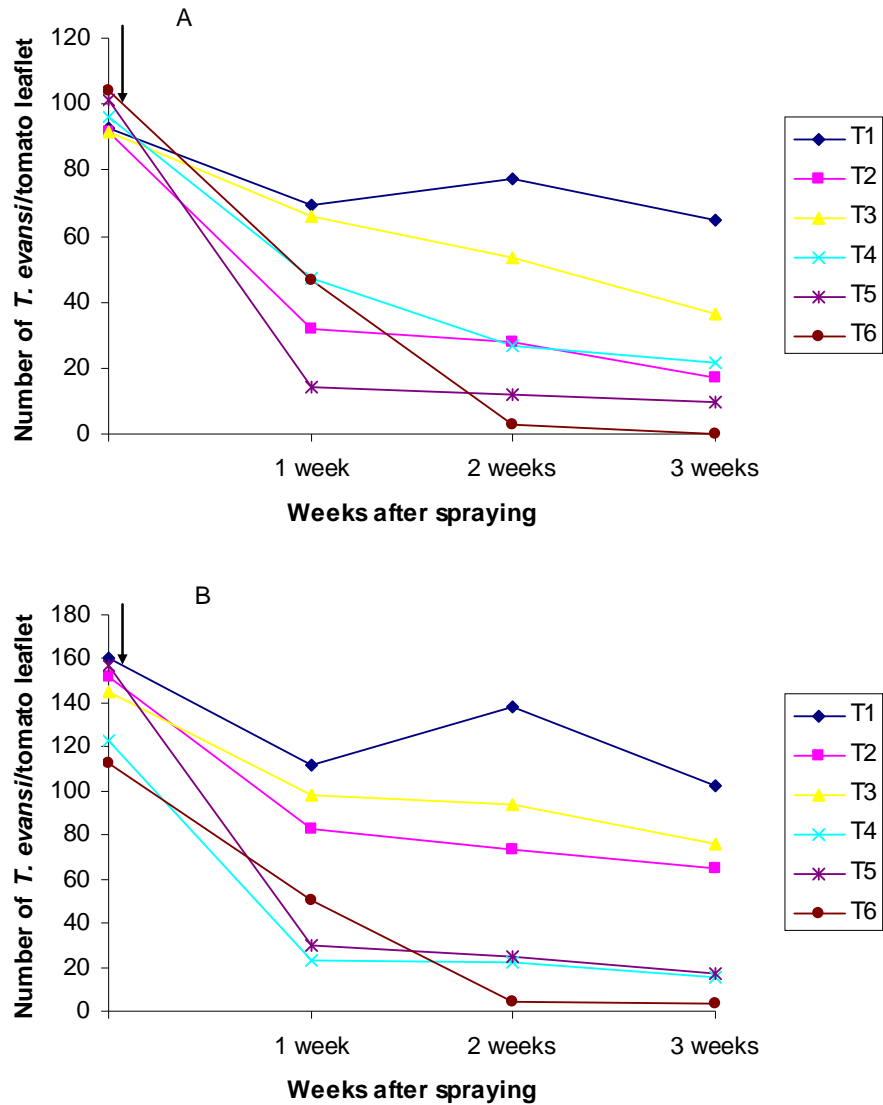 A
120
100
80
60
40
20
0
Number of T. evansi/tomato leaflet
1 week 2 weeks 3 weeks
Weeks after spraying
T1
T2
T3
T4
T5
T6
B
180
160
140
120
100
80
60
40
20
0
Number of T. evansi/tomato leaflet
1 week 2 weeks 3 weeks
Weeks after spraying
T1
T2
T3
T4
T5
T6